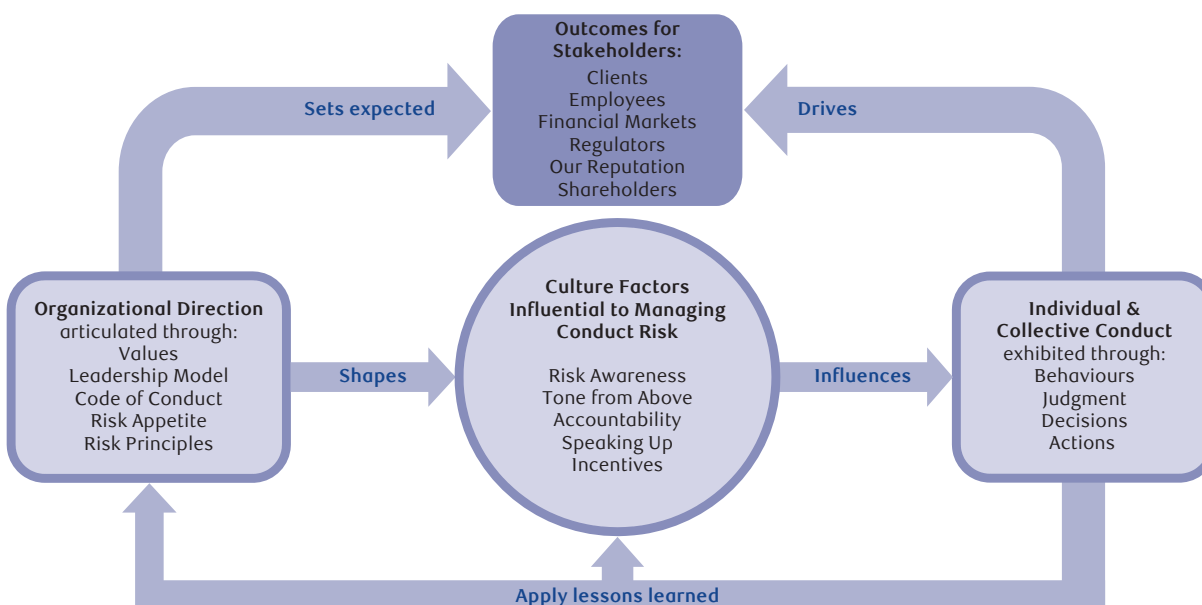 Outcomes for
Stakeholders:
Clients
Employees
Financial Markets
Regulators
Our Reputation
Shareholders
Sets expected
Drives
Organizational Direction
articulated through:
Values
Leadership Model
Code of Conduct
Risk Appetite
Risk Principles
Shapes
Culture Factors
Influential to Managing
Conduct Risk
Risk Awareness
Tone from Above
Accountability
Speaking Up
Incentives
Influences
Individual &
Collective Conduct
exhibited through:
Behaviours
Judgment
Decisions
Actions
Apply lessons learned